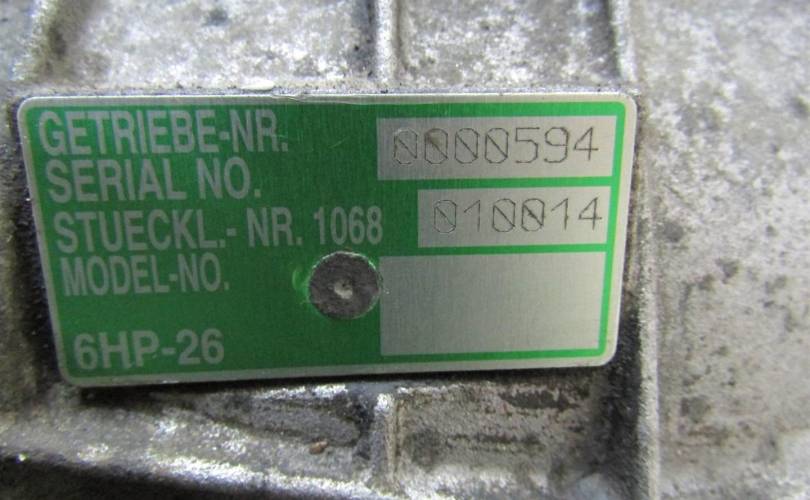 GETRIEBE-NR. 0000594
SERIAL NO.
STUECKL.- NR. 1068 010014
MODEL-NO.
6HP-26